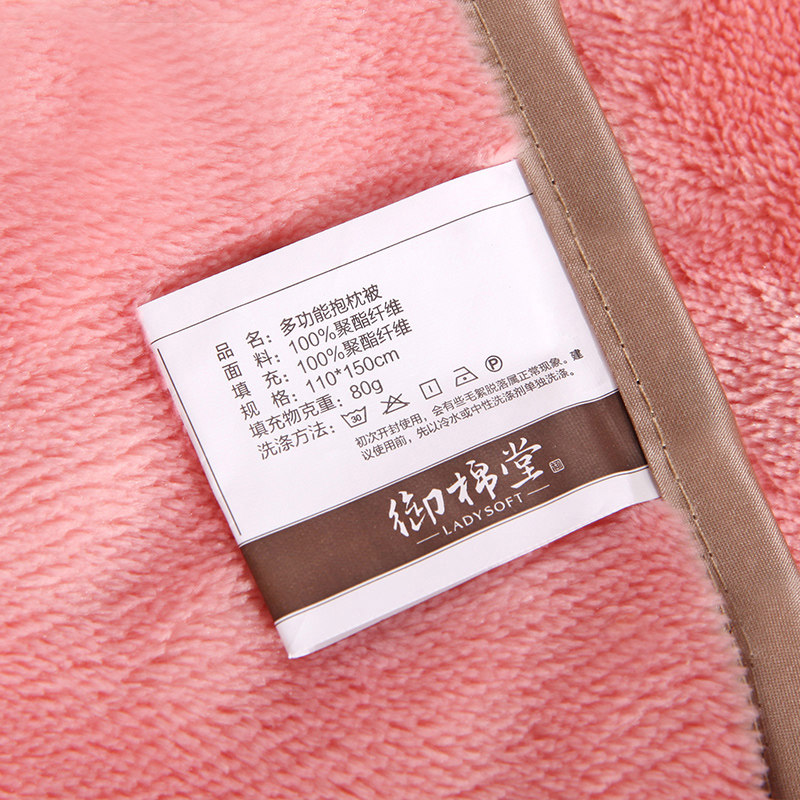 品 名：多功能抱枕被
面 料：100%聚酯纤维
填 充：100%聚酯纤维
规 格：110*150cm
填充物克重：80g
洗涤方法： 30 P
初次开封使用，会有些毛絮脱落属正常现象。建
议使用前，先以冷水或中性洗涤剂单独洗涤。
御棉堂
LADYSOFT